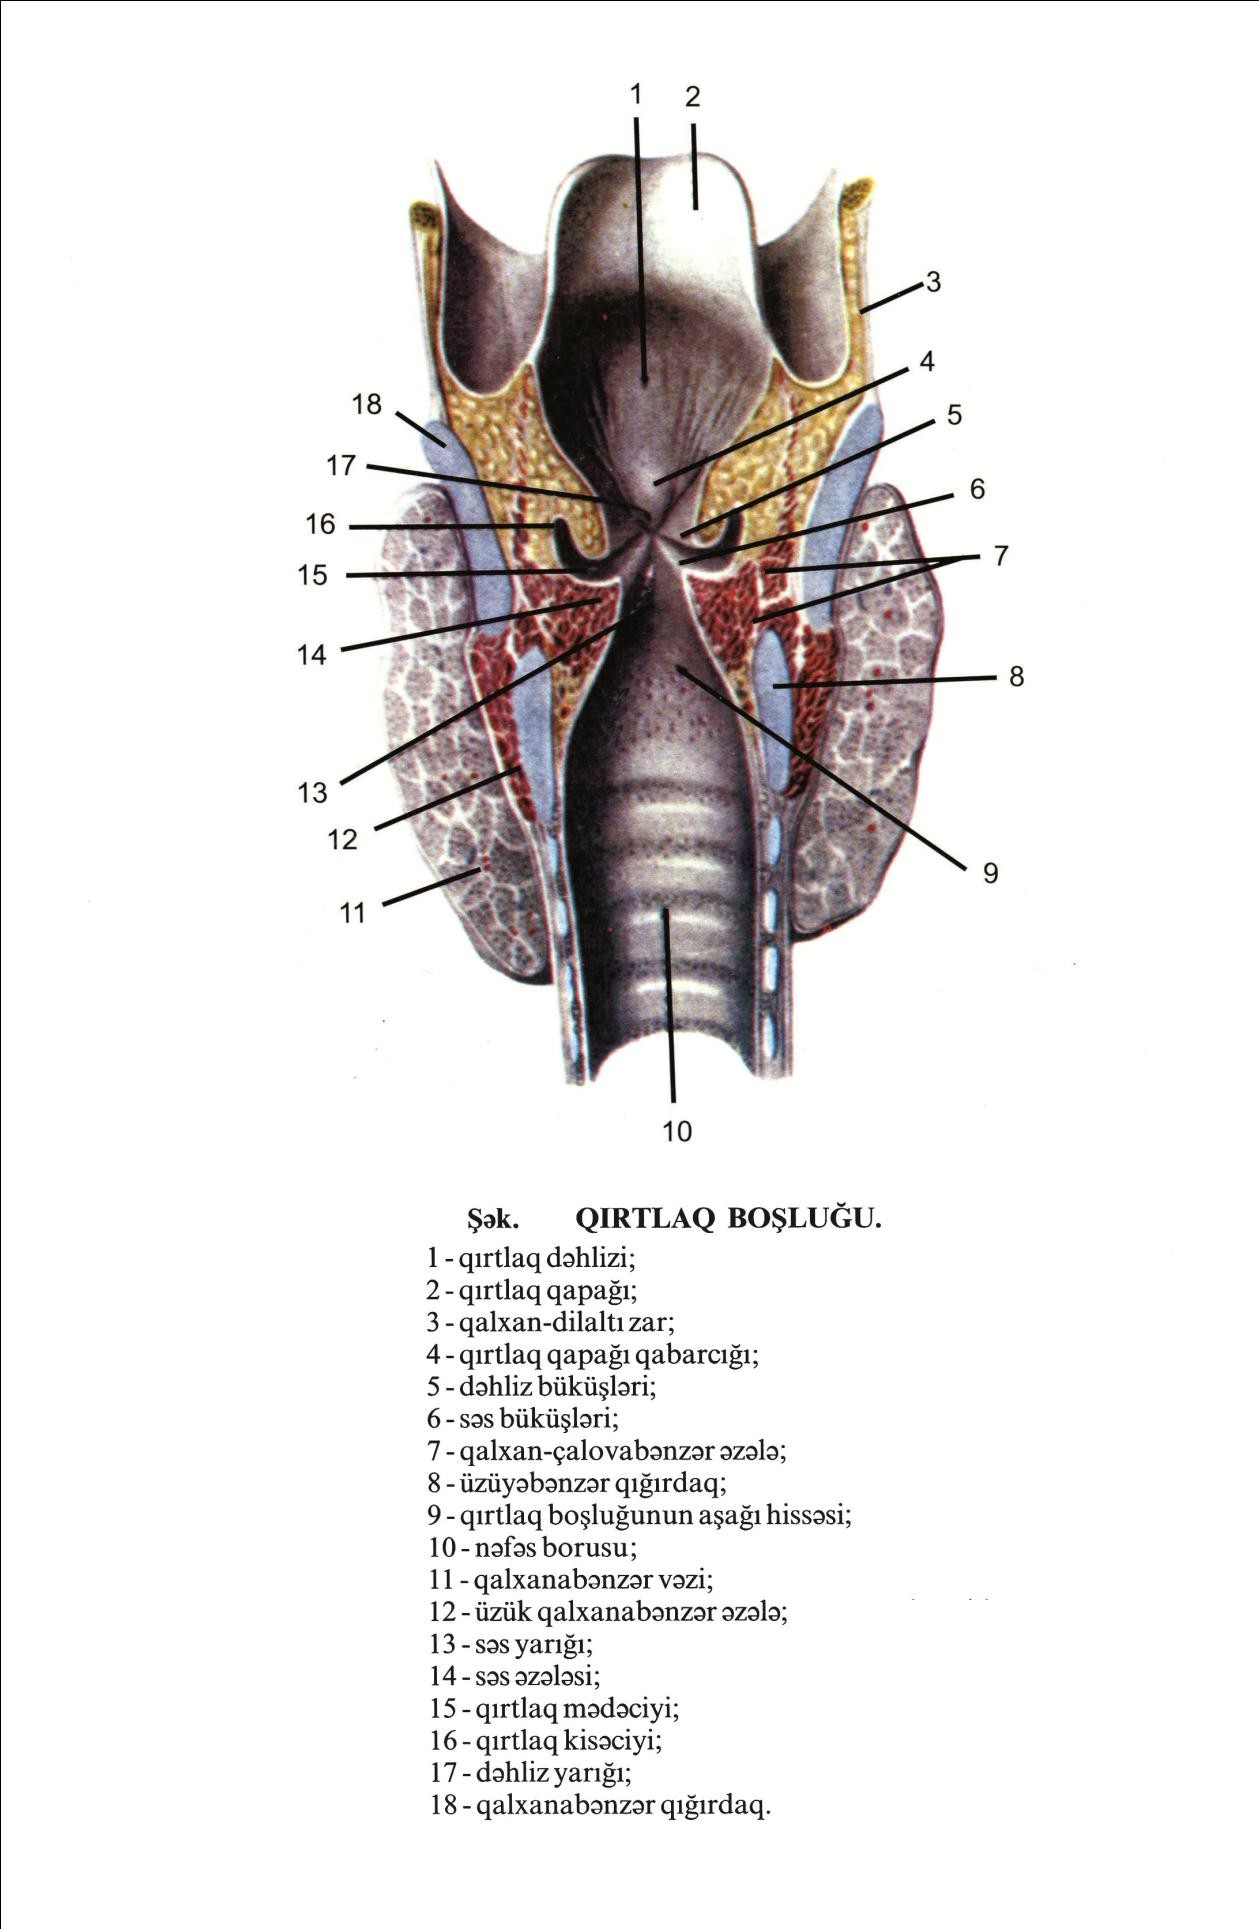 1 2
3
4
18
5
17
6
16
7
15
14
8
13
12
9
11
10
Şək. QIRTLAQ BOŞLUĞU.
1 - qırtlaq dəhlizi;
2 - qırtlaq qapağı;
3 - qalxan-dilaltı zar;
4 - qırtlaq qapağı qabarcığı;
5 - dəhliz büküşləri;
6 - səs büküşləri;
7 - qalxan-çalovabənzər əzələ;
8 - üzüyəbənzər qığırdaq;
9 - qırtlaq boşluğunun aşağı hissəsi;
10 - nəfəs borusu;
11 - qalxanabənzər vəzi;
12 - üzük qalxanabənzər əzələ;
13 - səs yarığı;
14 - səs əzələsi;
15 - qırtlaq mədəciyi;
16 - qırtlaq kisəciyi;
17 - dəhliz yarığı;
18 - qalxanabənzər qığırdaq.